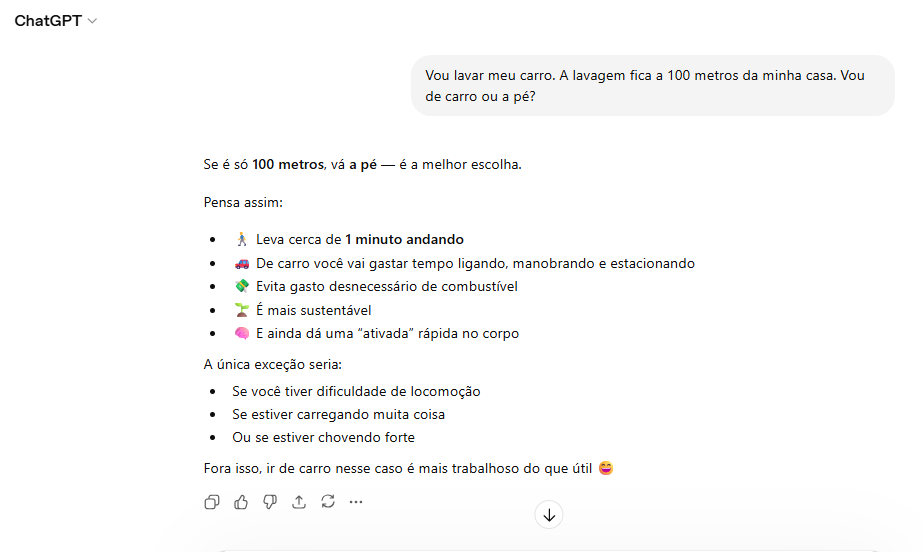 ChatGPT
Vou lavar meu carro. A lavagem fica a 100 metros da minha casa. Vou
de carro ou a pé?
Se é só 100 metros, vá a pé — é a melhor escolha.
Pensa assim:
• 🚶 Leva cerca de 1 minuto andando
• 🚗 De carro você vai gastar tempo ligando, manobrando e estacionando
• 💸 Evita gasto desnecessário de combustível
• 🌱 É mais sustentável
• 🧠 E ainda dá uma “ativada” rápida no corpo
A única exceção seria:
• Se você tiver dificuldade de locomoção
• Se estiver carregando muita coisa
• Ou se estiver chovendo forte
Fora isso, ir de carro nesse caso é mais trabalhoso do que útil 😄